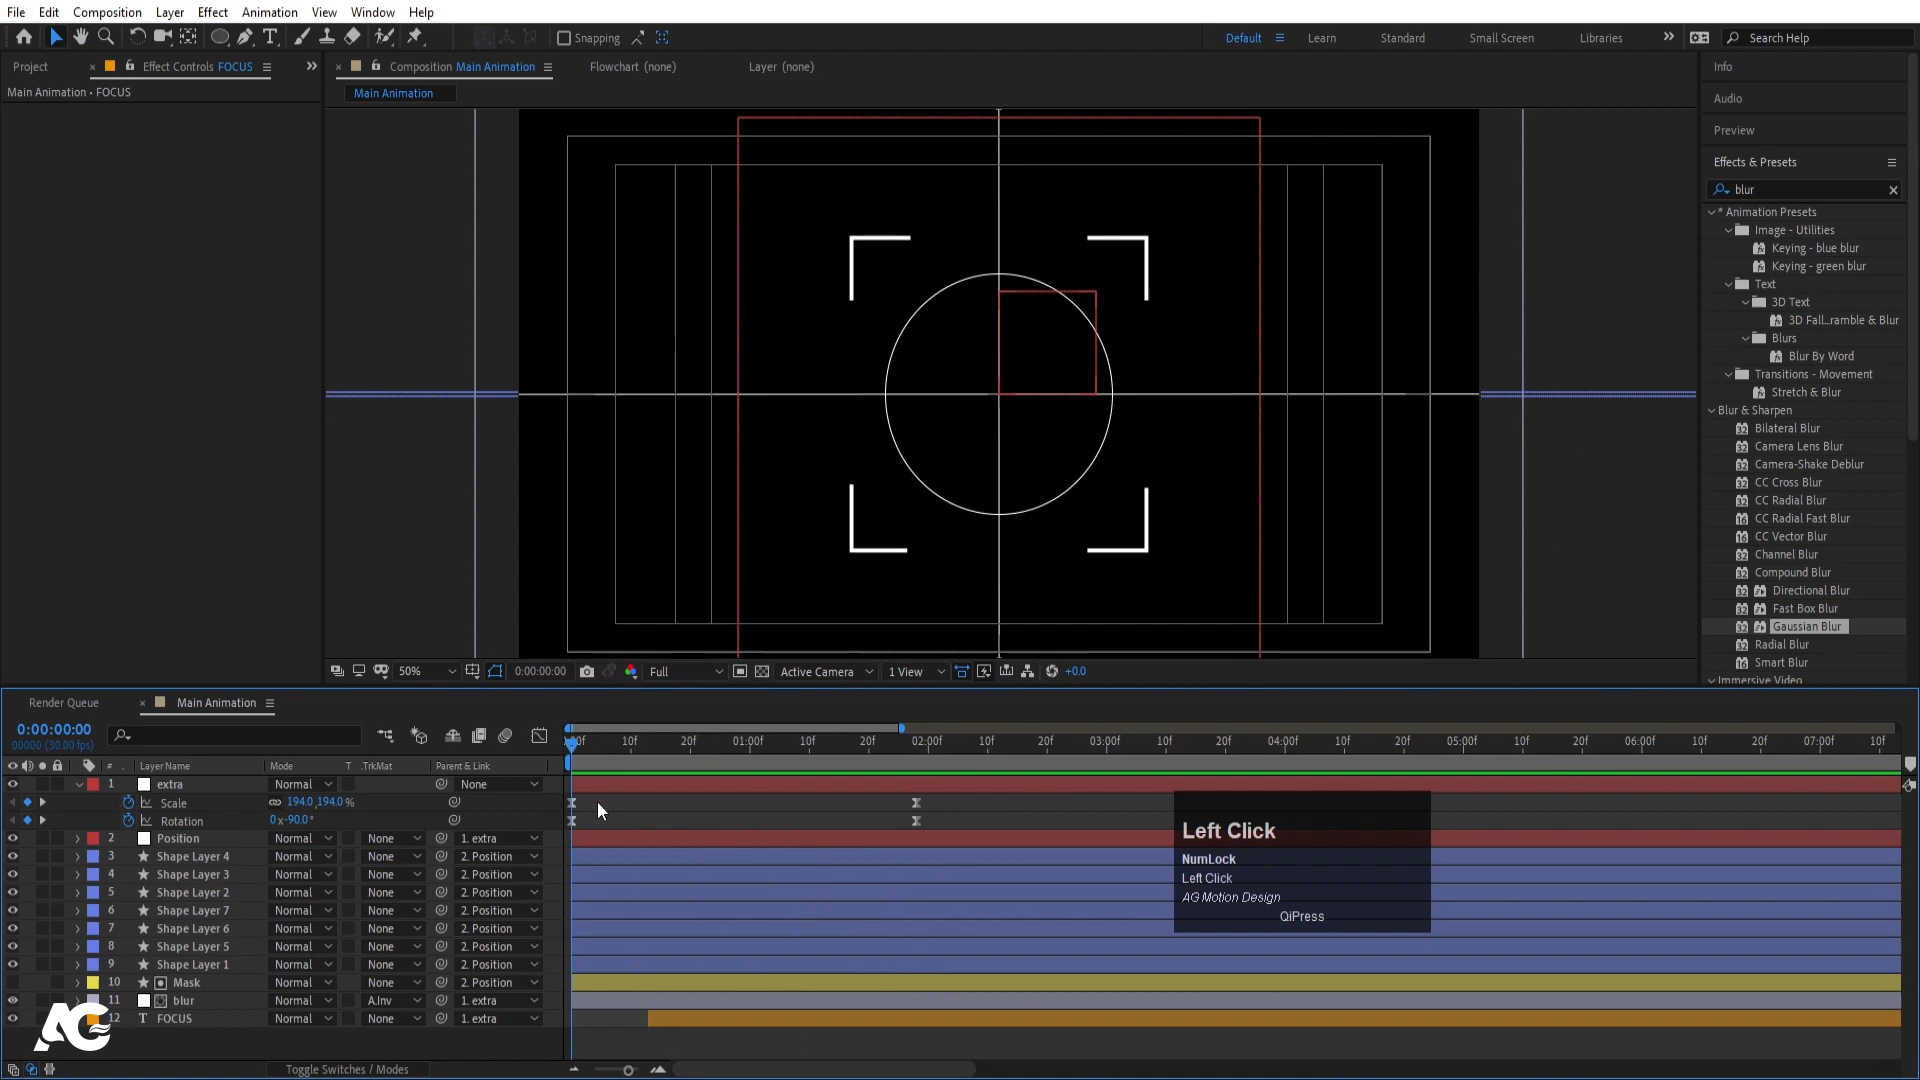 File Edit Composition Layer Effect Animation View Window Help
Snapping
Default Learn Standard Small Screen Libraries Search Help
Project Effect Controls FOCUS
Composition Main Animation Flowchart (none) Layer (none)
Main Animation • FOCUS
Main Animation
Info
Audio
Preview
Effects & Presets
blur
* Animation Presets
Image - Utilities
Keying - blue blur
Keying - green blur
Text
3D Text
3D Fall...ramble & Blur
Blurs
Blur By Word
Transitions - Movement
Stretch & Blur
Blur & Sharpen
Bilateral Blur
Camera Lens Blur
Camera-Shake Deblur
CC Cross Blur
CC Radial Blur
CC Radial Fast Blur
CC Vector Blur
Channel Blur
Compound Blur
Directional Blur
Fast Box Blur
Gaussian Blur
Radial Blur
Smart Blur
Immersive Video
50% 0:00:00:00 Full Active Camera 1 View +0.0
Render Queue Main Animation
0:00:00:00
00000 (30.00 fps)
10f 20f 01:00f 10f 20f 02:00f 10f 20f 03:00f 10f 20f 04:00f 10f 20f 05:00f 10f 20f 06:00f 10f 20f 07:00f 10f
# Layer Name Mode T .TrkMat Parent & Link
1 extra Normal None
Scale 194.0,194.0%
Rotation 0x-90.0°
2 Position Normal None 1. extra
3 Shape Layer 4 Normal None 2. Position
4 Shape Layer 3 Normal None 2. Position
5 Shape Layer 2 Normal None 2. Position
6 Shape Layer 7 Normal None 2. Position
7 Shape Layer 6 Normal None 2. Position
8 Shape Layer 5 Normal None 2. Position
9 Shape Layer 1 Normal None 2. Position
10 Mask Normal None 2. Position
11 blur Normal A.Inv 1. extra
12 T FOCUS Normal None 1. extra
Left Click
NumLock
Left Click
AG Motion Design
QiPress
AG
Toggle Switches / Modes